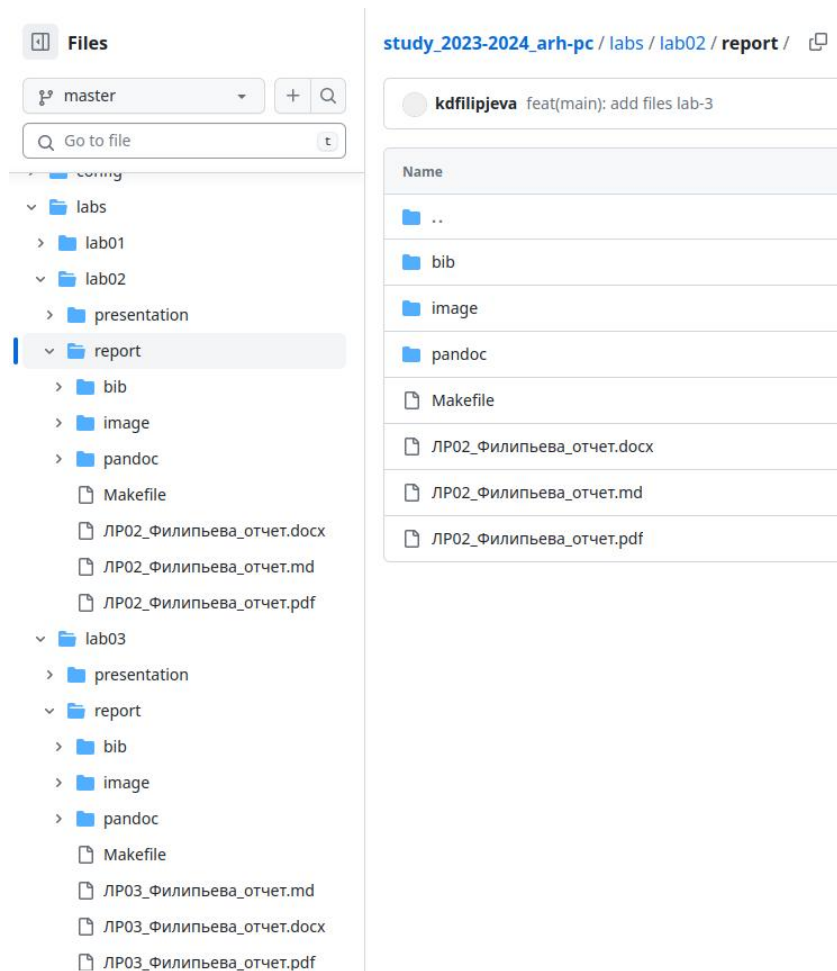 Files
master
Go to file
t
config
labs
lab01
lab02
presentation
report
bib
image
pandoc
Makefile
ЛР02_Филипьева_отчет.docx
ЛР02_Филипьева_отчет.md
ЛР02_Филипьева_отчет.pdf
lab03
presentation
report
bib
image
pandoc
Makefile
ЛР03_Филипьева_отчет.md
ЛР03_Филипьева_отчет.docx
ЛР03_Филипьева_отчет.pdf
study_2023-2024_arh-pc / labs / lab02 / report /
kdfilipjeva feat(main): add files lab-3
Name
..
bib
image
pandoc
Makefile
ЛР02_Филипьева_отчет.docx
ЛР02_Филипьева_отчет.md
ЛР02_Филипьева_отчет.pdf